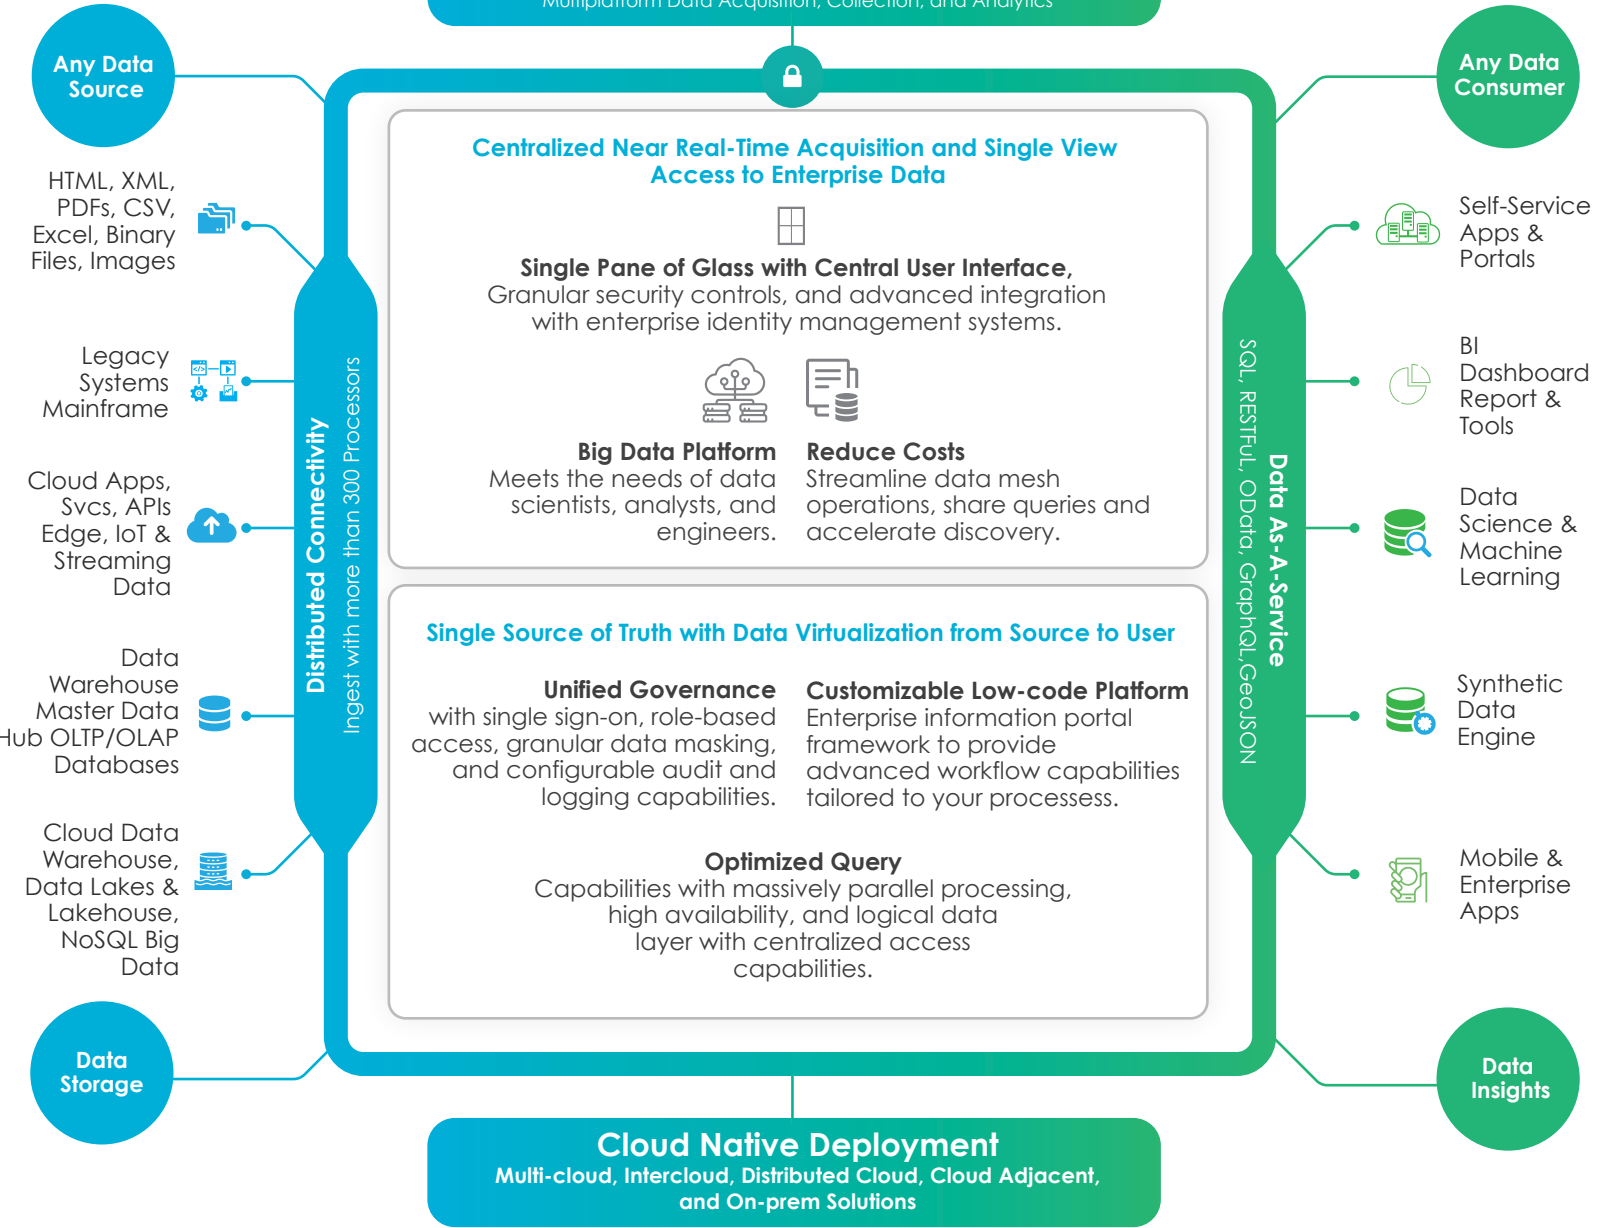 Multiplatform Data Acquisition, Collection, and Analytics
Any Data
Source
HTML, XML,
PDFs, CSV,
Excel, Binary
Files, Images
Legacy
Systems
Mainframe
Cloud Apps,
Svcs, APIs
Edge, IoT &
Streaming
Data
Data
Warehouse
Master Data
Hub OLTP/OLAP
Databases
Cloud Data
Warehouse,
Data Lakes &
Lakehouse,
NoSQL Big
Data
Data
Storage
Distributed Connectivity
Ingest with more than 300 Processors
Centralized Near Real-Time Acquisition and Single View
Access to Enterprise Data
Single Pane of Glass with Central User Interface,
Granular security controls, and advanced integration
with enterprise identity management systems.
Big Data Platform
Meets the needs of data
scientists, analysts, and
engineers.
Reduce Costs
Streamline data mesh
operations, share queries and
accelerate discovery.
Single Source of Truth with Data Virtualization from Source to User
Unified Governance
with single sign-on, role-based
access, granular data masking,
and configurable audit and
logging capabilities.
Customizable Low-code Platform
Enterprise information portal
framework to provide
advanced workflow capabilities
tailored to your processess.
Optimized Query
Capabilities with massively parallel processing,
high availability, and logical data
layer with centralized access
capabilities.
Data As-A-Service
SQL, RESTFuL, OData, GraphQL,GeoJSON
Any Data
Consumer
Self-Service
Apps &
Portals
BI
Dashboard
Report &
Tools
Data
Science &
Machine
Learning
Synthetic
Data
Engine
Mobile &
Enterprise
Apps
Data
Insights
Cloud Native Deployment
Multi-cloud, Intercloud, Distributed Cloud, Cloud Adjacent,
and On-prem Solutions